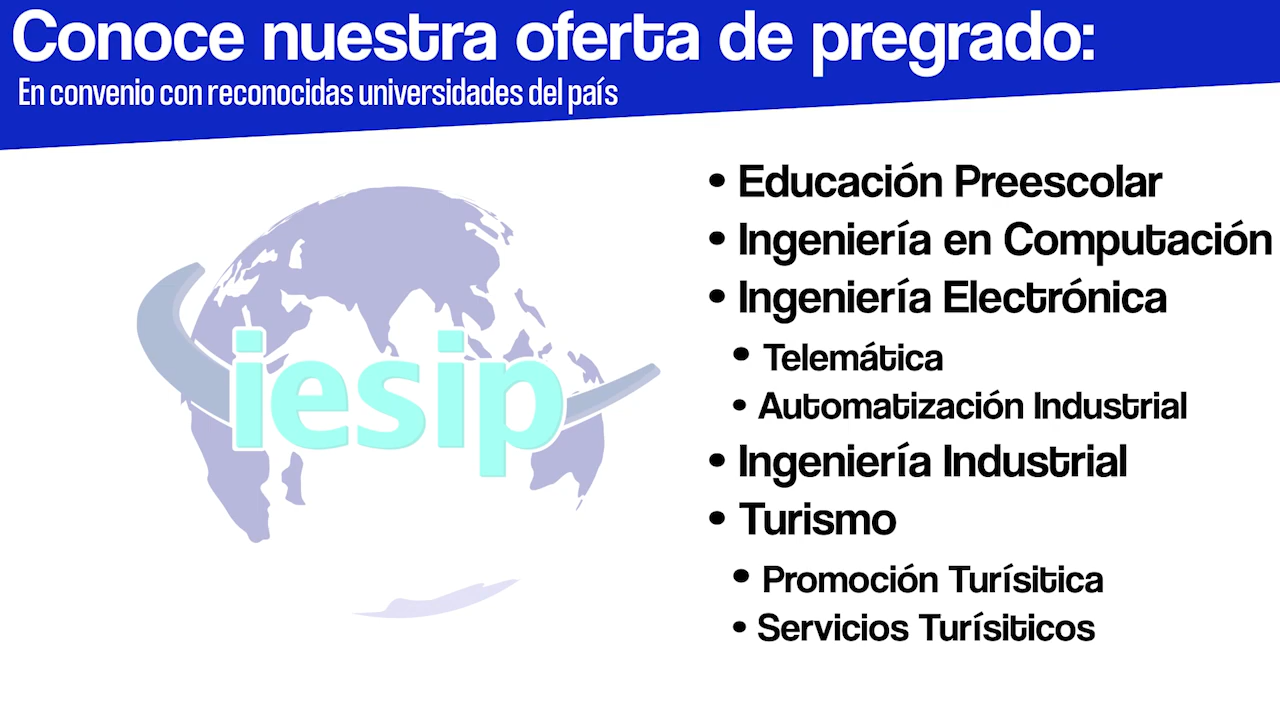 Conoce nuestra oferta de pregrado:
En convenio con reconocidas universidades del país
iesip
• Educación Preescolar
• Ingeniería en Computación
• Ingeniería Electrónica
• Telemática
• Automatización Industrial
• Ingeniería Industrial
• Turismo
• Promoción Turísitica
• Servicios Turísiticos